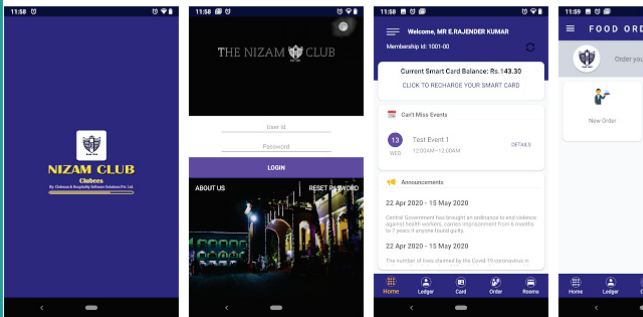 11:58
NIZAM CLUB
Clubees
By: Clubman & Hospitality Software Solutions Pvt. Ltd.
11:58
THE NIZAM CLUB
User id
Password
LOGIN
ABOUT US
RESET PASSWORD
11:58
Welcome, MR E.RAJENDER KUMAR
Membership Id: 1001-00
Current Smart Card Balance: Rs.143.30
CLICK TO RECHARGE YOUR SMART CARD
Can't Miss Events
13
WED
Test Event 1
12:00AM-12:00AM
DETAILS
Announcements
22 Apr 2020 - 15 May 2020
Central Government has brought an ordinance to end violence
against health workers, carries imprisonment from 6 months
to 7 years if anyone found guilty.
22 Apr 2020 - 15 May 2020
The number of lives claimed by the Covid-19 coronavirus in
Home Ledger Card Order Rooms
11:59
FOOD ORD
Order you
New Order
Home Ledger